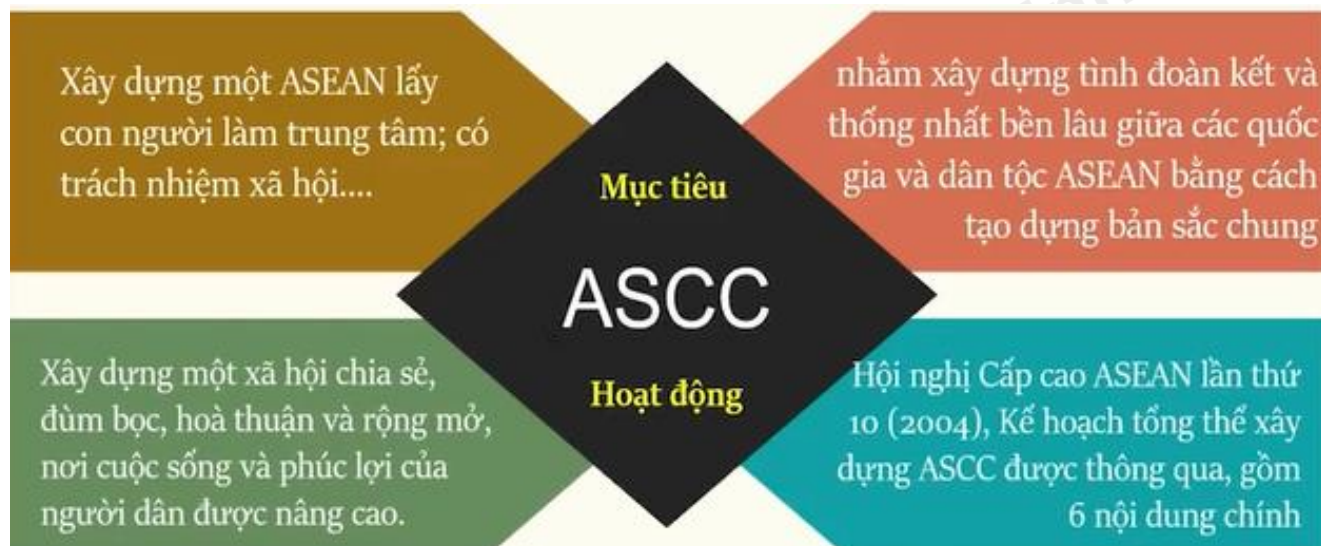 Xây dựng một ASEAN lấy
con người làm trung tâm; có
trách nhiệm xã hội....
nhằm xây dựng tình đoàn kết và
thống nhất bền lâu giữa các quốc
gia và dân tộc ASEAN bằng cách
tạo dựng bản sắc chung
Mục tiêu
ASCC
Hoạt động
Xây dựng một xã hội chia sẻ,
đùm bọc, hoà thuận và rộng mở,
nơi cuộc sống và phúc lợi của
người dân được nâng cao.
Hội nghị Cấp cao ASEAN lần thứ
10 (2004), Kế hoạch tổng thể xây
dựng ASCC được thông qua, gồm
6 nội dung chính